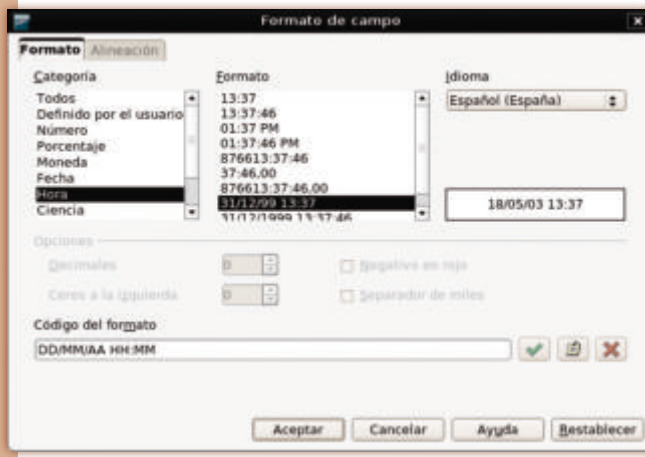 Formato de campo
Formato Alineación
Categoría
Todos
Definido por el usuario
Número
Porcentaje
Moneda
Fecha
Hora
Ciencia
Formato
13:37
13:37:46
01:37 PM
01:37:46 PM
876613:37:46
37:46,00
876613:37:46,00
31/12/99 13:37
31/12/1999 13:37:46
Idioma
Español (España)
18/05/03 13:37
Opciones
Decimales 0
Negativo en rojo
Ceros a la izquierda 0
Separador de miles
Código del formato
DD/MM/AA HH:MM
Aceptar Cancelar Ayuda Restablecer